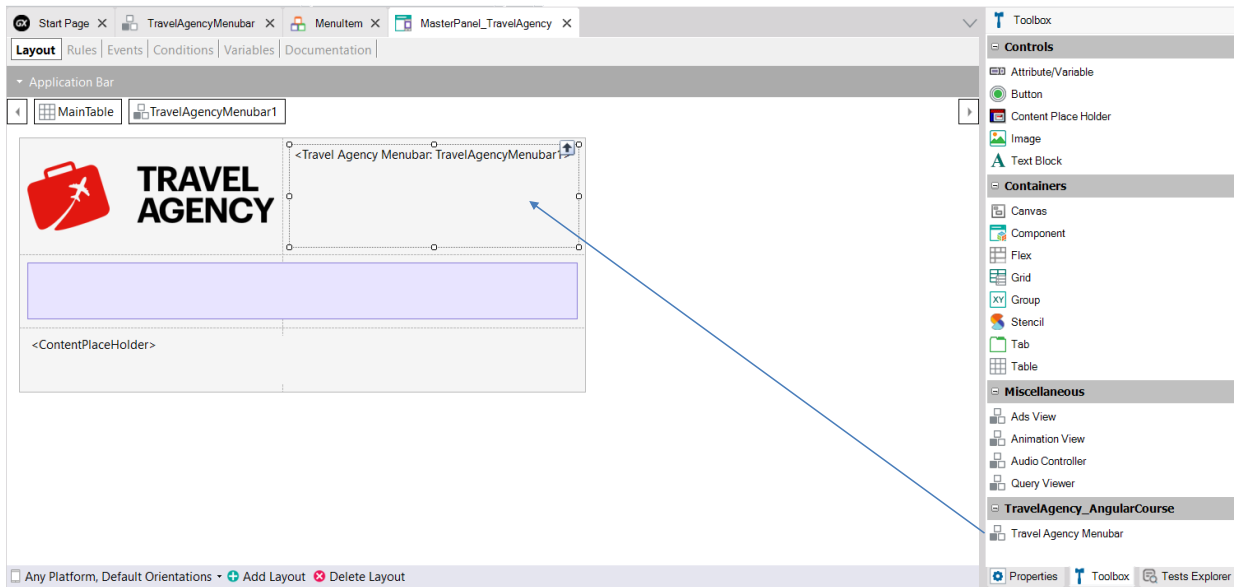 Start Page
TravelAgencyMenubar
MenuItem
MasterPanel_TravelAgency
Layout Rules Events Conditions Variables Documentation
Application Bar
MainTable
TravelAgencyMenubar1
<Travel Agency Menubar: TravelAgencyMenubar1>
TRAVEL
AGENCY
<ContentPlaceHolder>
Any Platform, Default Orientations Add Layout Delete Layout
Toolbox
Controls
Attribute/Variable
Button
Content Place Holder
Image
Text Block
Containers
Canvas
Component
Flex
Grid
Group
Stencil
Tab
Table
Miscellaneous
Ads View
Animation View
Audio Controller
Query Viewer
TravelAgency_AngularCourse
Travel Agency Menubar
Properties Toolbox Tests Explorer